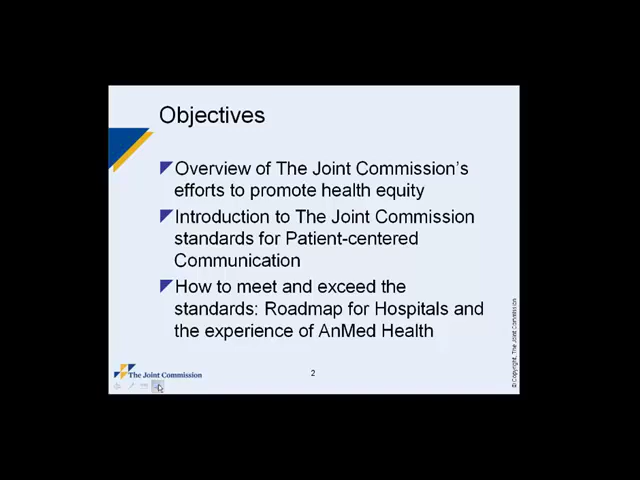 Objectives
Overview of The Joint Commission's
efforts to promote health equity
Introduction to The Joint Commission
standards for Patient-centered
Communication
How to meet and exceed the
standards: Roadmap for Hospitals and
the experience of AnMed Health
© Copyright, The Joint Commission
The Joint Commission
2